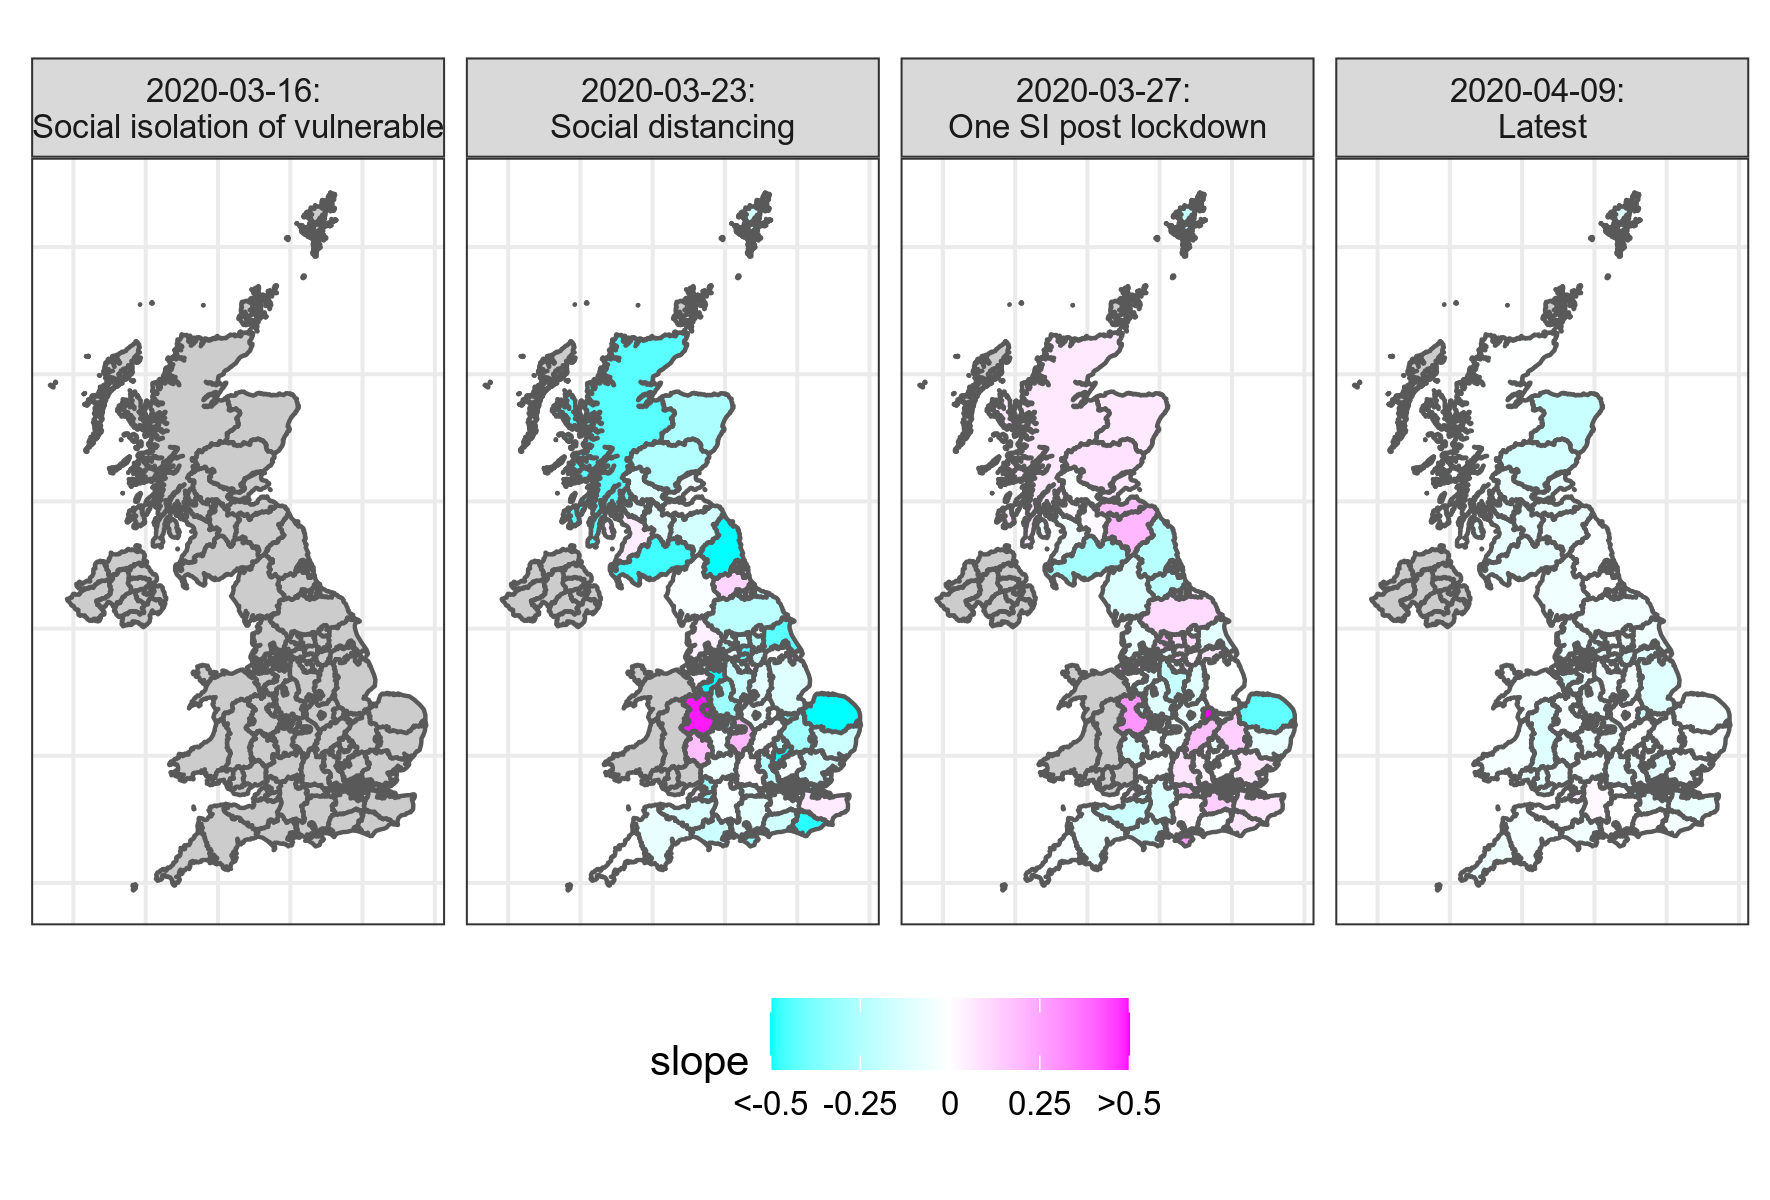 2020-03-16:
Social isolation of vulnerable
2020-03-23:
Social distancing
2020-03-27:
One SI post lockdown
2020-04-09:
Latest
slope
<-0.5 -0.25 0 0.25 >0.5